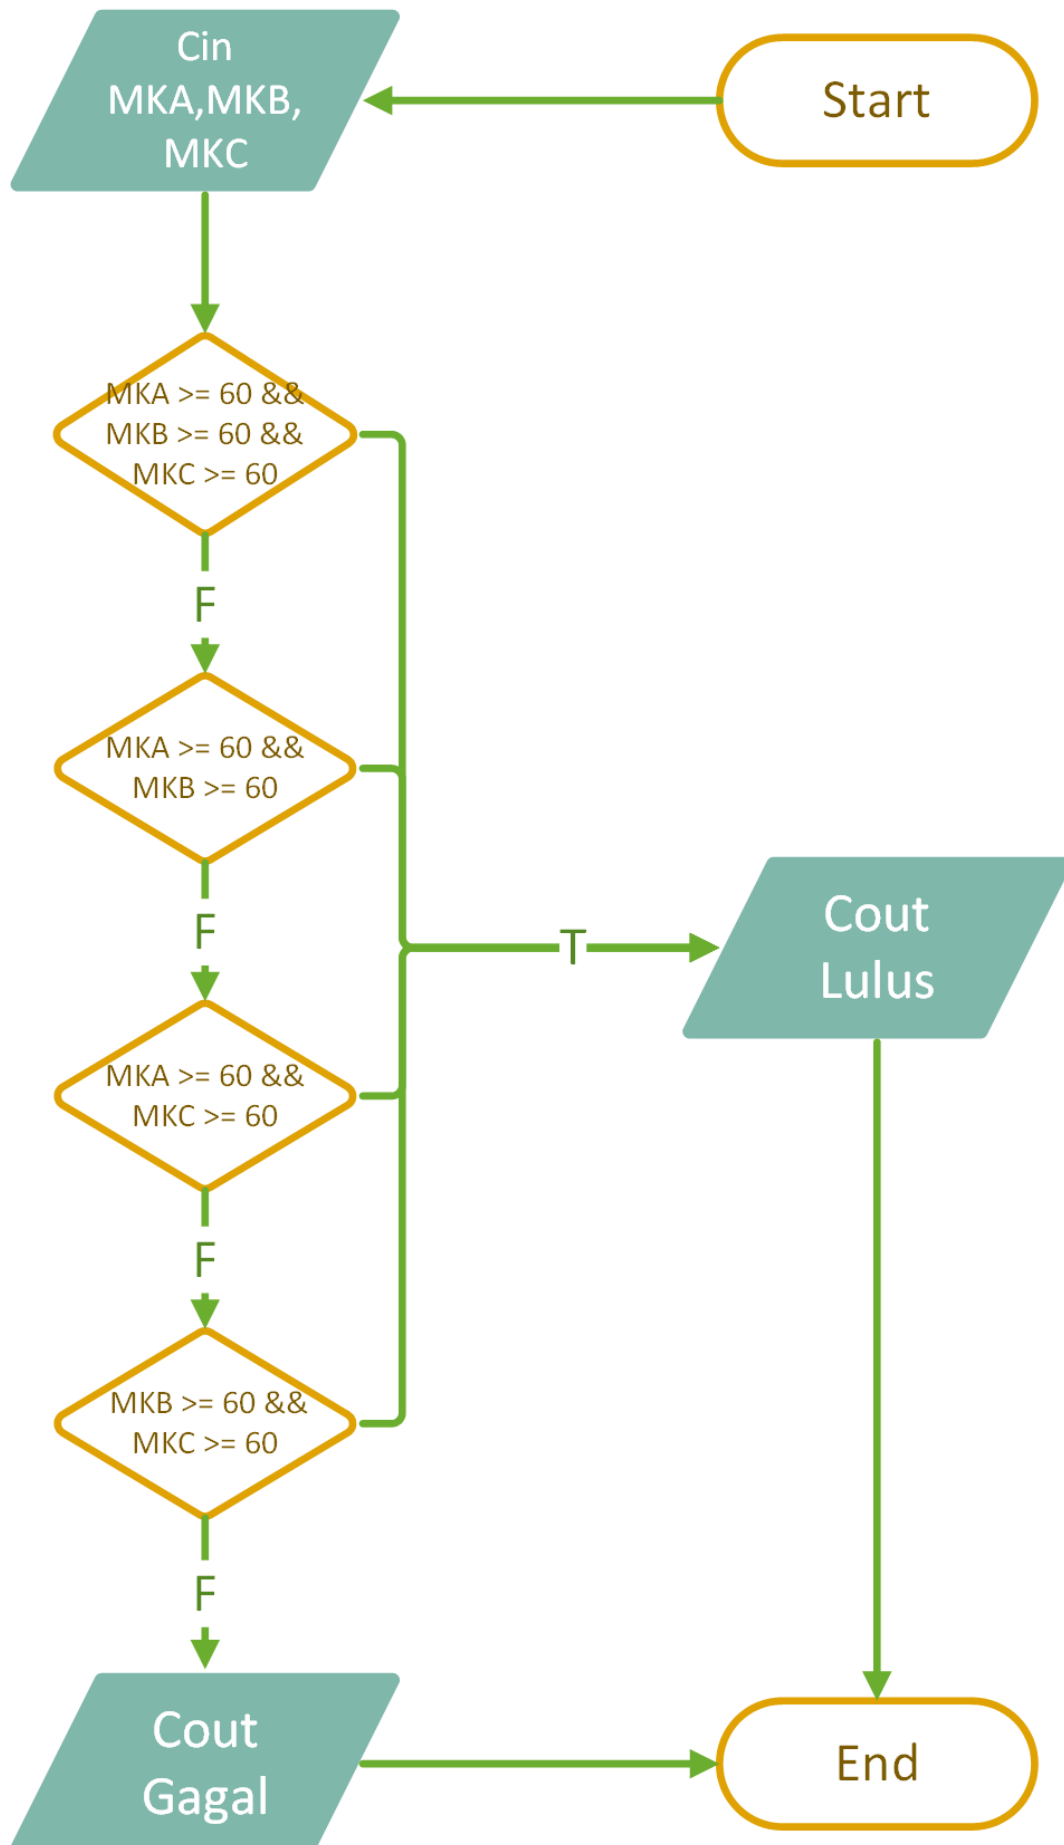 Start
Cin
MKA,MKB,
MKC
MKA >= 60 &&
MKB >= 60 &&
MKC >= 60
F
MKA >= 60 &&
MKB >= 60
F
MKA >= 60 &&
MKC >= 60
F
MKB >= 60 &&
MKC >= 60
T
Cout
Lulus
F
Cout
Gagal
End